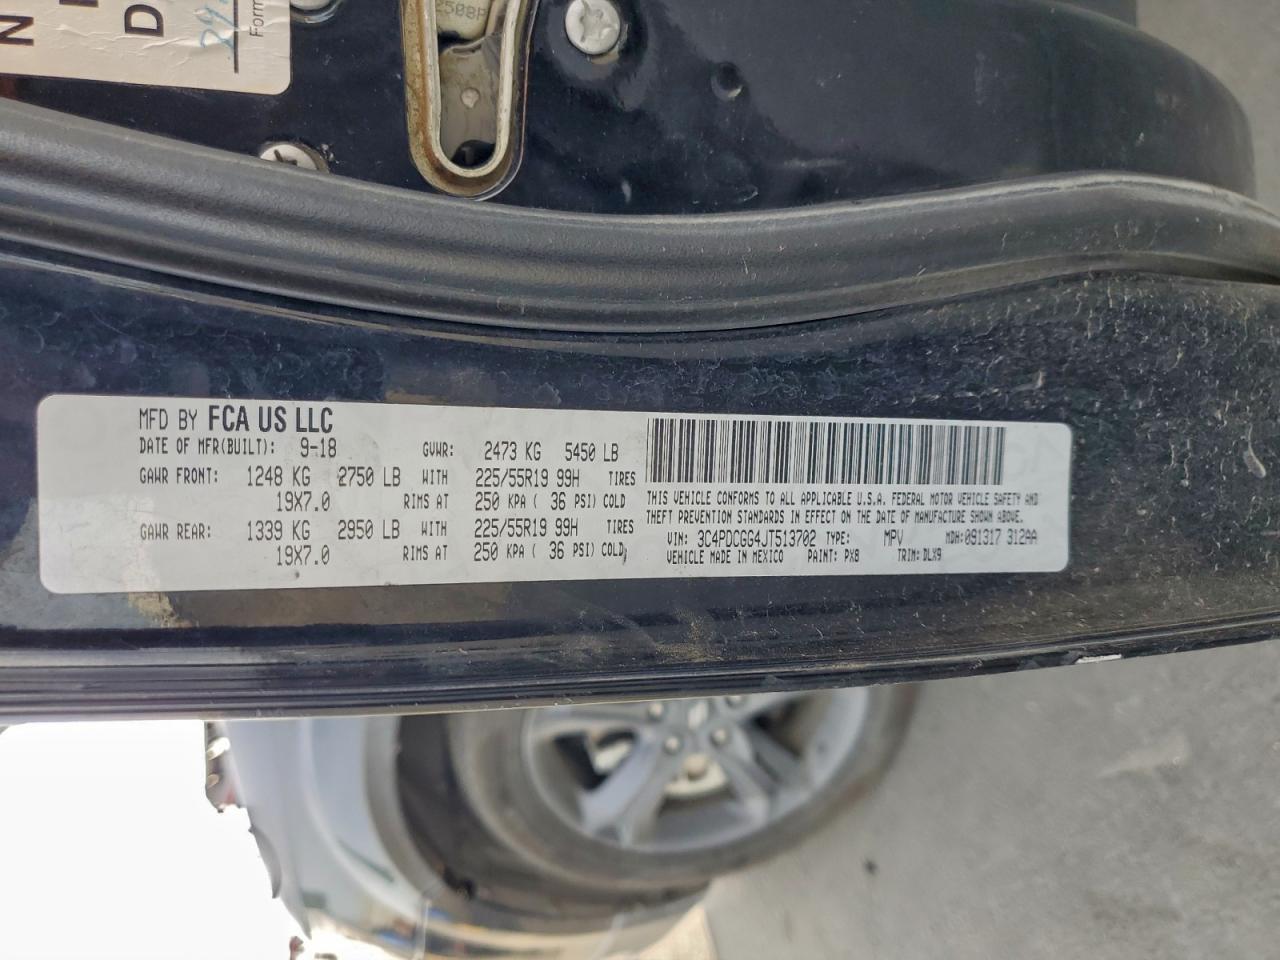 N
D
Form
2508P
MFD BY FCA US LLC
DATE OF MFR(BUILT): 9-18 GVWR: 2473 KG 5450 LB
GAWR FRONT: 1248 KG 2750 LB WITH 225/55R19 99H TIRES
19X7.0 RIMS AT 250 KPA ( 36 PSI) COLD
GAWR REAR: 1339 KG 2950 LB WITH 225/55R19 99H TIRES
19X7.0 RIMS AT 250 KPA ( 36 PSI) COLD
THIS VEHICLE CONFORMS TO ALL APPLICABLE U.S.A. FEDERAL MOTOR VEHICLE SAFETY AND
THEFT PREVENTION STANDARDS IN EFFECT ON THE DATE OF MANUFACTURE SHOWN ABOVE.
VIN: 3C4PDCGG4JT513702 TYPE: MPV MDH:091317 312AA
VEHICLE MADE IN MEXICO PAINT: PX8 TRIM: DLX9